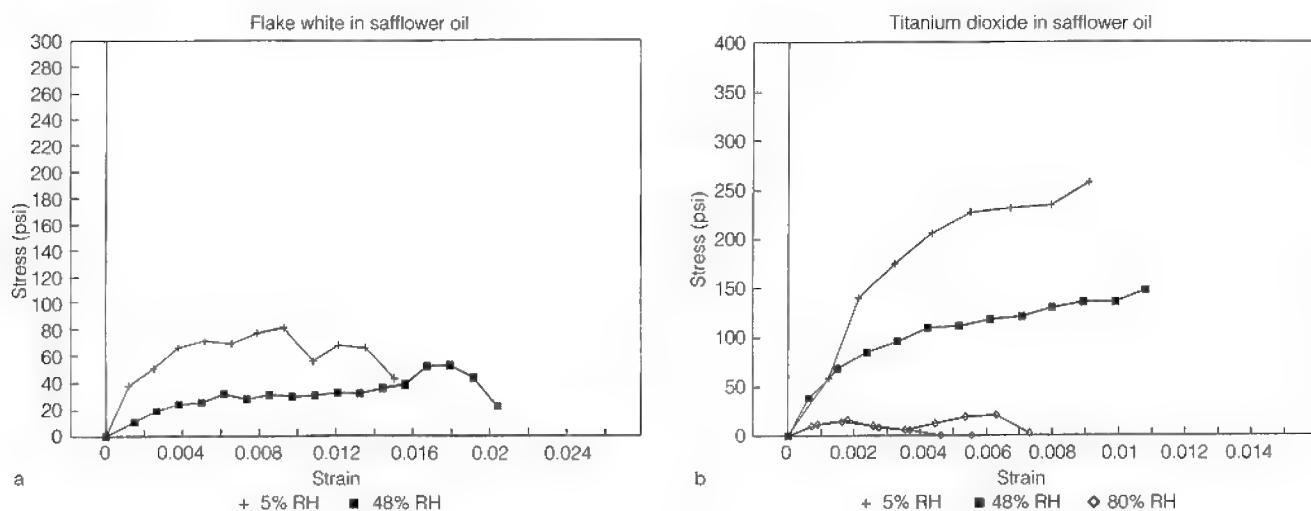 Flake white in safflower oil
300
280
260
240
220
200
180
160
140
120
100
80
60
40
20
0
Stress (psi)
0 0.004 0.008 0.012 0.016 0.02 0.024
Strain
a
+ 5% RH ■ 48% RH
Titanium dioxide in safflower oil
400
350
300
250
200
150
100
50
0
Stress (psi)
0 0.002 0.004 0.006 0.008 0.01 0.012 0.014
Strain
b
+ 5% RH ■ 48% RH ◇ 80% RH